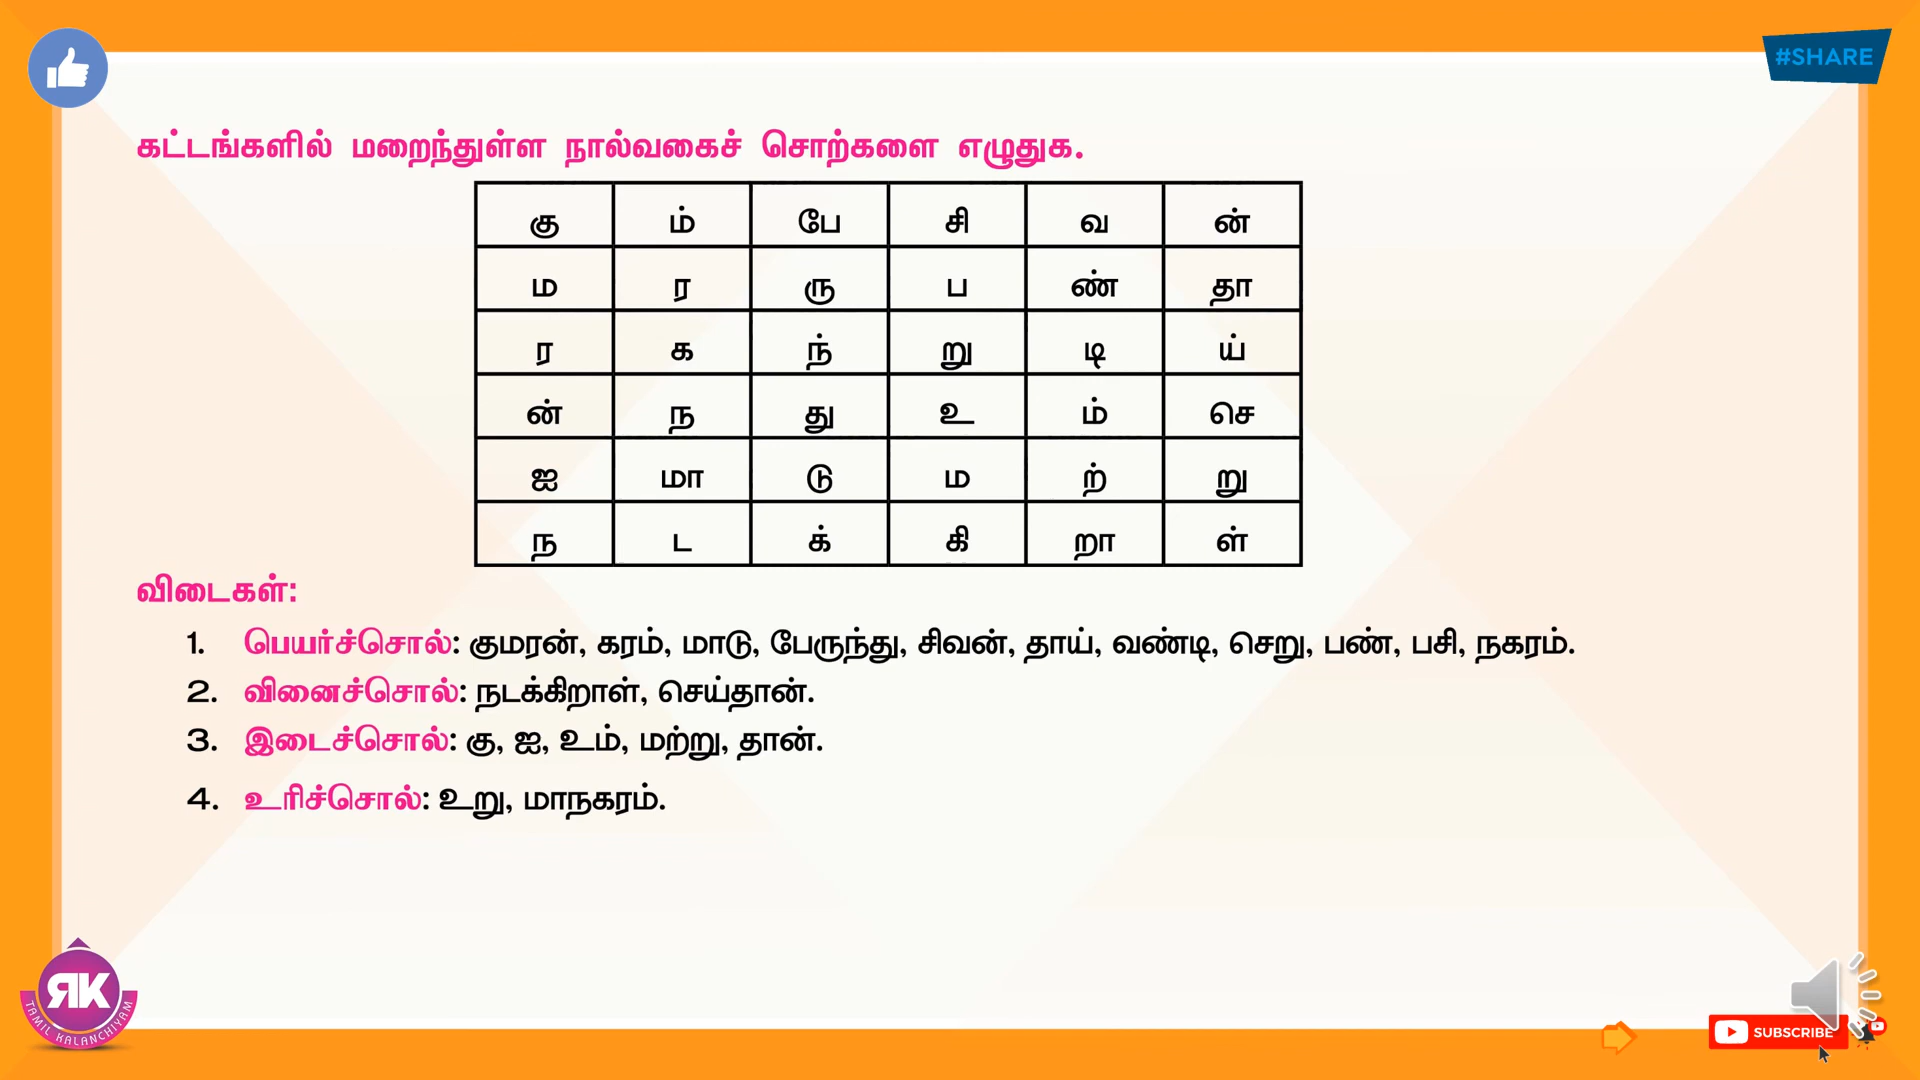 #SHARE
கட்டங்களில் மறைந்துள்ள நால்வகைச் சொற்களை எழுதுக.
கு ம் பே சி வ ன்
ம ர ரு ப ண் தா
ர க ந் று டி ய்
ன் ந து உ ம் செ
ஐ மா டு ம ற் று
ந ட க் கி றா ள்
விடைகள்:
1. பெயர்ச்சொல்: குமரன், கரம், மாடு, பேருந்து, சிவன், தாய், வண்டி, செறு, பண், பசி, நகரம்.
2. வினைச்சொல்: நடக்கிறாள், செய்தான்.
3. இடைச்சொல்: கு, ஐ, உம், மற்று, தான்.
4. உரிச்சொல்: உறு, மாநகரம்.
RK
TAMIL KALANCHIYAM
SUBSCRIBE